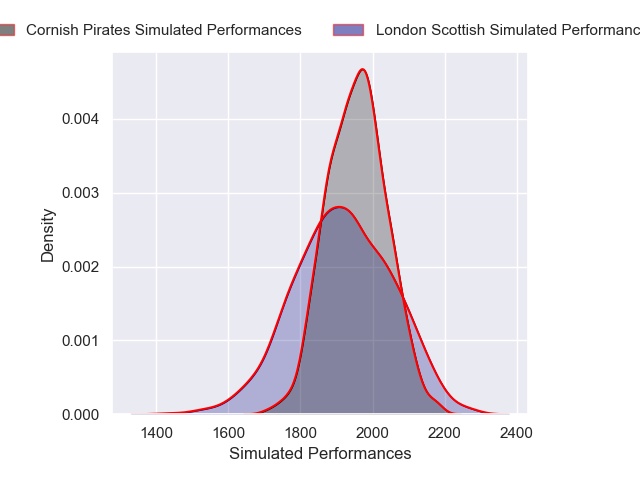 Cornish Pirates Simulated Performances London Scottish Simulated Performanc
0.004
0.003
0.002
0.001
0.000
Density
1400 1600 1800 2000 2200 2400
Simulated Performances